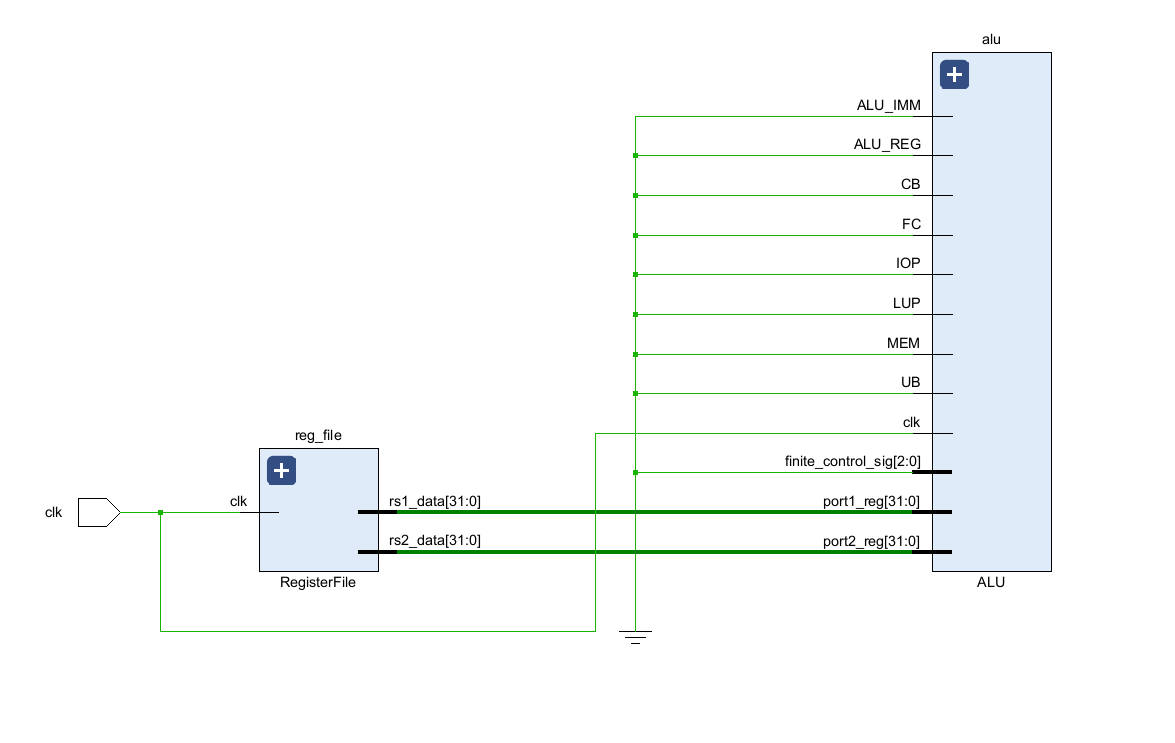 alu
ALU_IMM
ALU_REG
CB
FC
IOP
LUP
MEM
UB
clk
finite_control_sig[2:0]
port1_reg[31:0]
port2_reg[31:0]
ALU
reg_file
clk
clk
rs1_data[31:0]
rs2_data[31:0]
RegisterFile